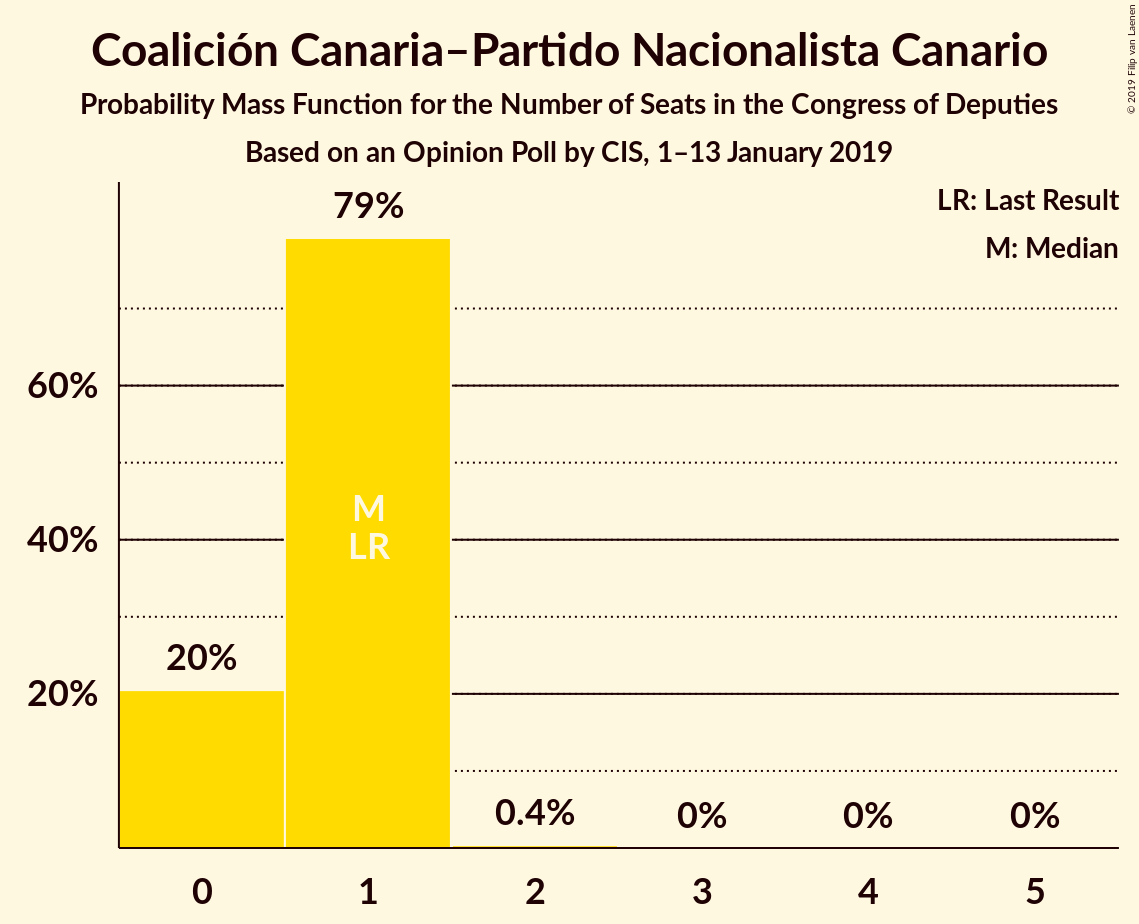 Coalición Canaria–Partido Nacionalista Canario
Probability Mass Function for the Number of Seats in the Congress of Deputies
Based on an Opinion Poll by CIS, 1–13 January 2019
© 2019 Filip van Laenen
LR: Last Result
M: Median
79%
60%
M
40%
LR
20%
20%
0.4%
0%
0%
0%
0
1
2
3
4
5